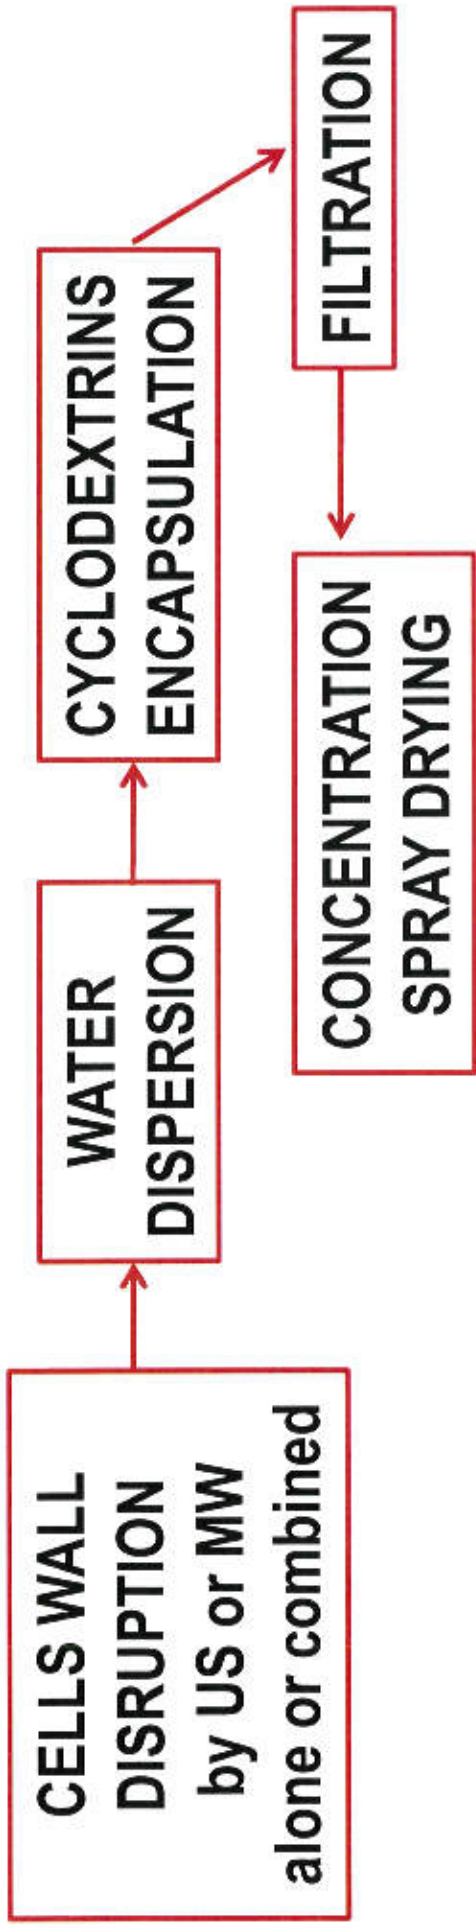 CELLS WALL
DISRUPTION
by US or MW
alone or combined
WATER
DISPERSION
CYCLODEXTRINS
ENCAPSULATION
FILTRATION
CONCENTRATION
SPRAY DRYING